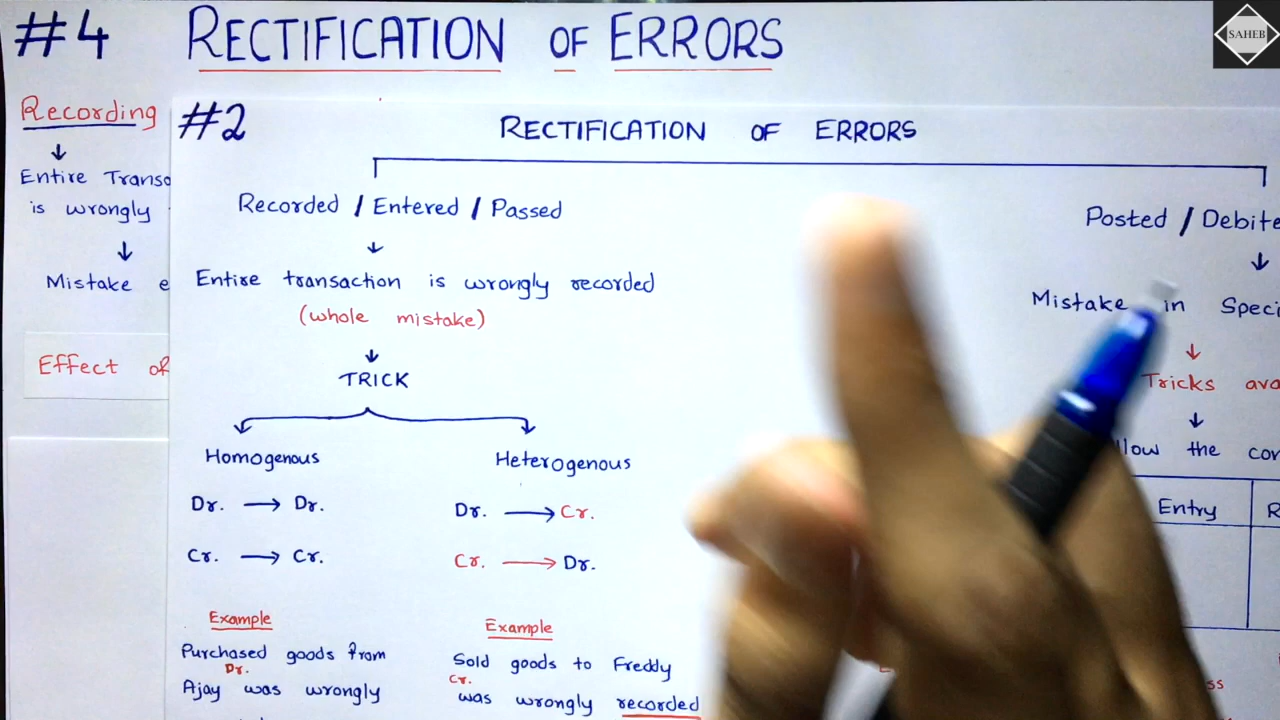 #4 RECTIFICATION OF ERRORS
SAHEB
Recording
Entire Transa
is wrongly
Mistake e
Effect of
#2 RECTIFICATION OF ERRORS
Recorded / Entered / Passed
Entire transaction is wrongly recorded
(whole mistake)
TRICK
Homogenous
Dr. → Dr.
Cr. → Cr.
Heterogenous
Dr. → Cr.
Cr. → Dr.
Example
Purchased goods from
Dr.
Ajay was wrongly
Example
Sold goods to Freddy
Cr.
was wrongly recorded
Posted / Debite
Mistake in Speci
Tricks ava
llow the cor
Entry R
ss